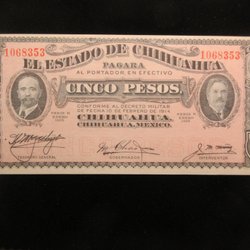 1068353 1068353
EL ESTADO DE CHIHUAHUA
PAGARA
AL PORTADOR EN EFECTIVO
CINCO PESOS.
CONFORME AL DECRETO MILITAR
DE FECHA 10 DE FEBRERO DE 1914
CHIHUAHUA,
CHIHUAHUA, MEXICO.
TESORERO GENERAL GOBERNADOR INTERVENTOR